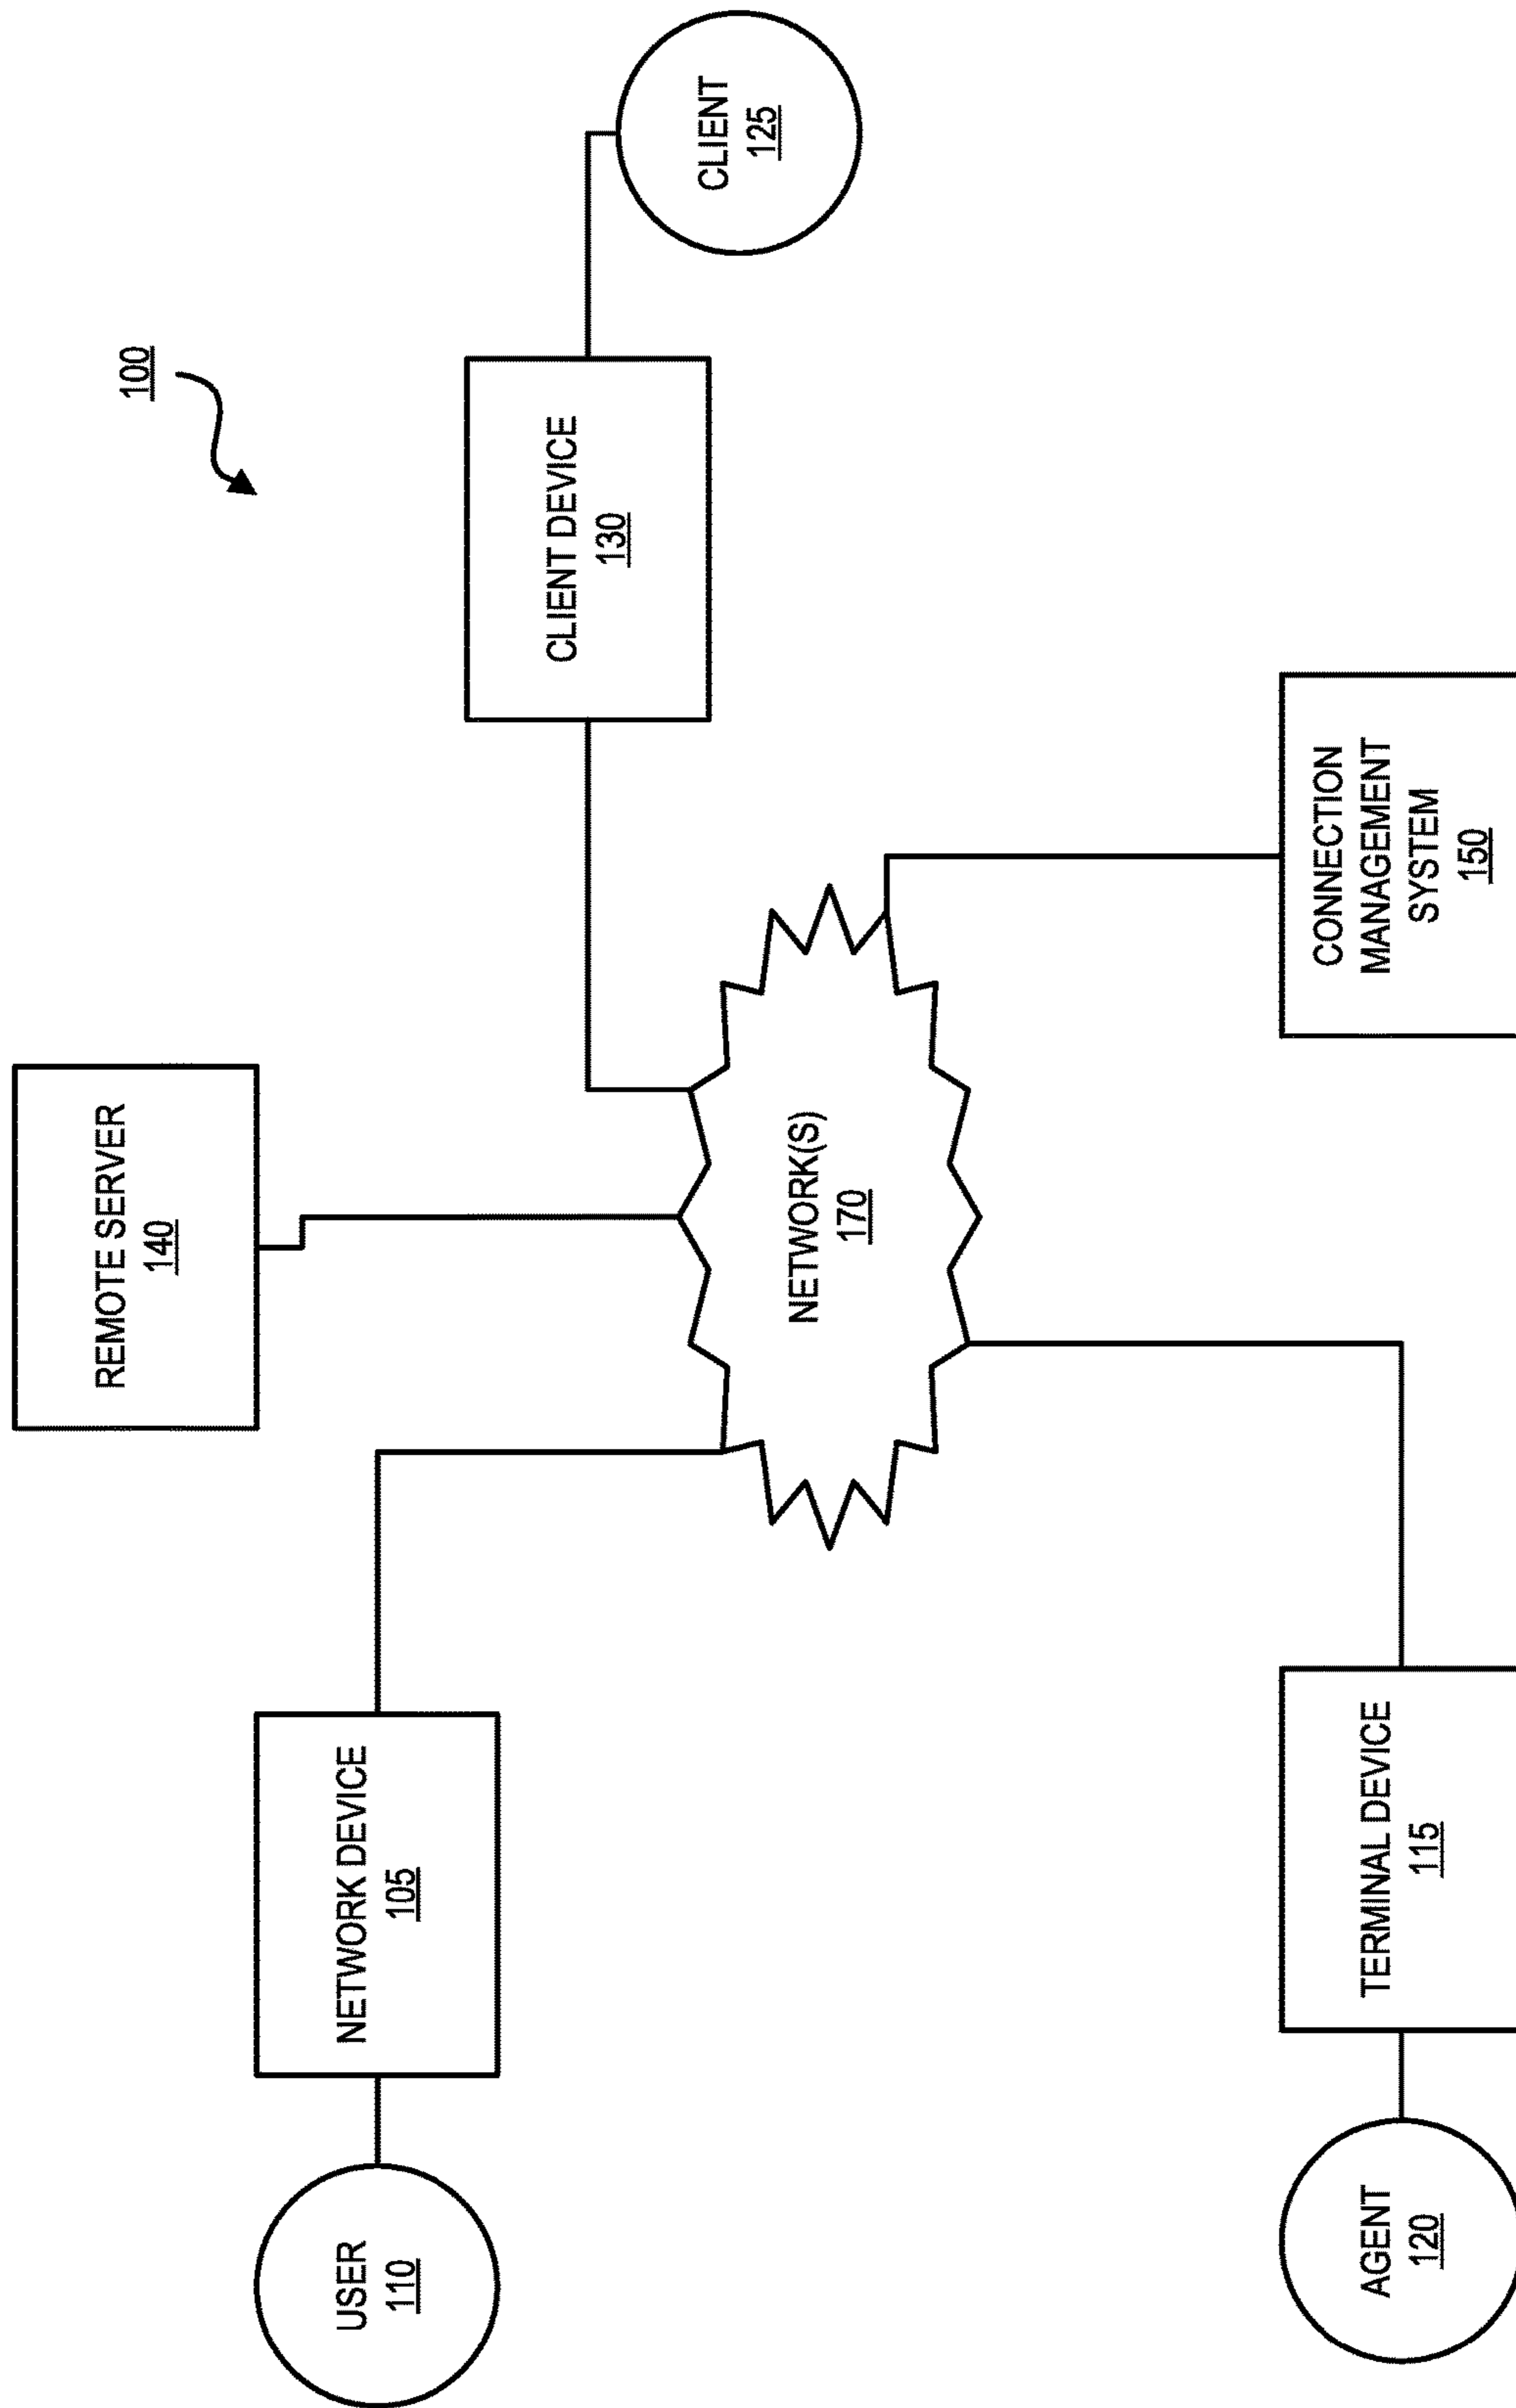 100
REMOTE SERVER
140
USER
110
NETWORK DEVICE
105
CLIENT DEVICE
130
CLIENT
125
NETWORK(S)
170
AGENT
120
TERMINAL DEVICE
115
CONNECTION
MANAGEMENT
SYSTEM
150